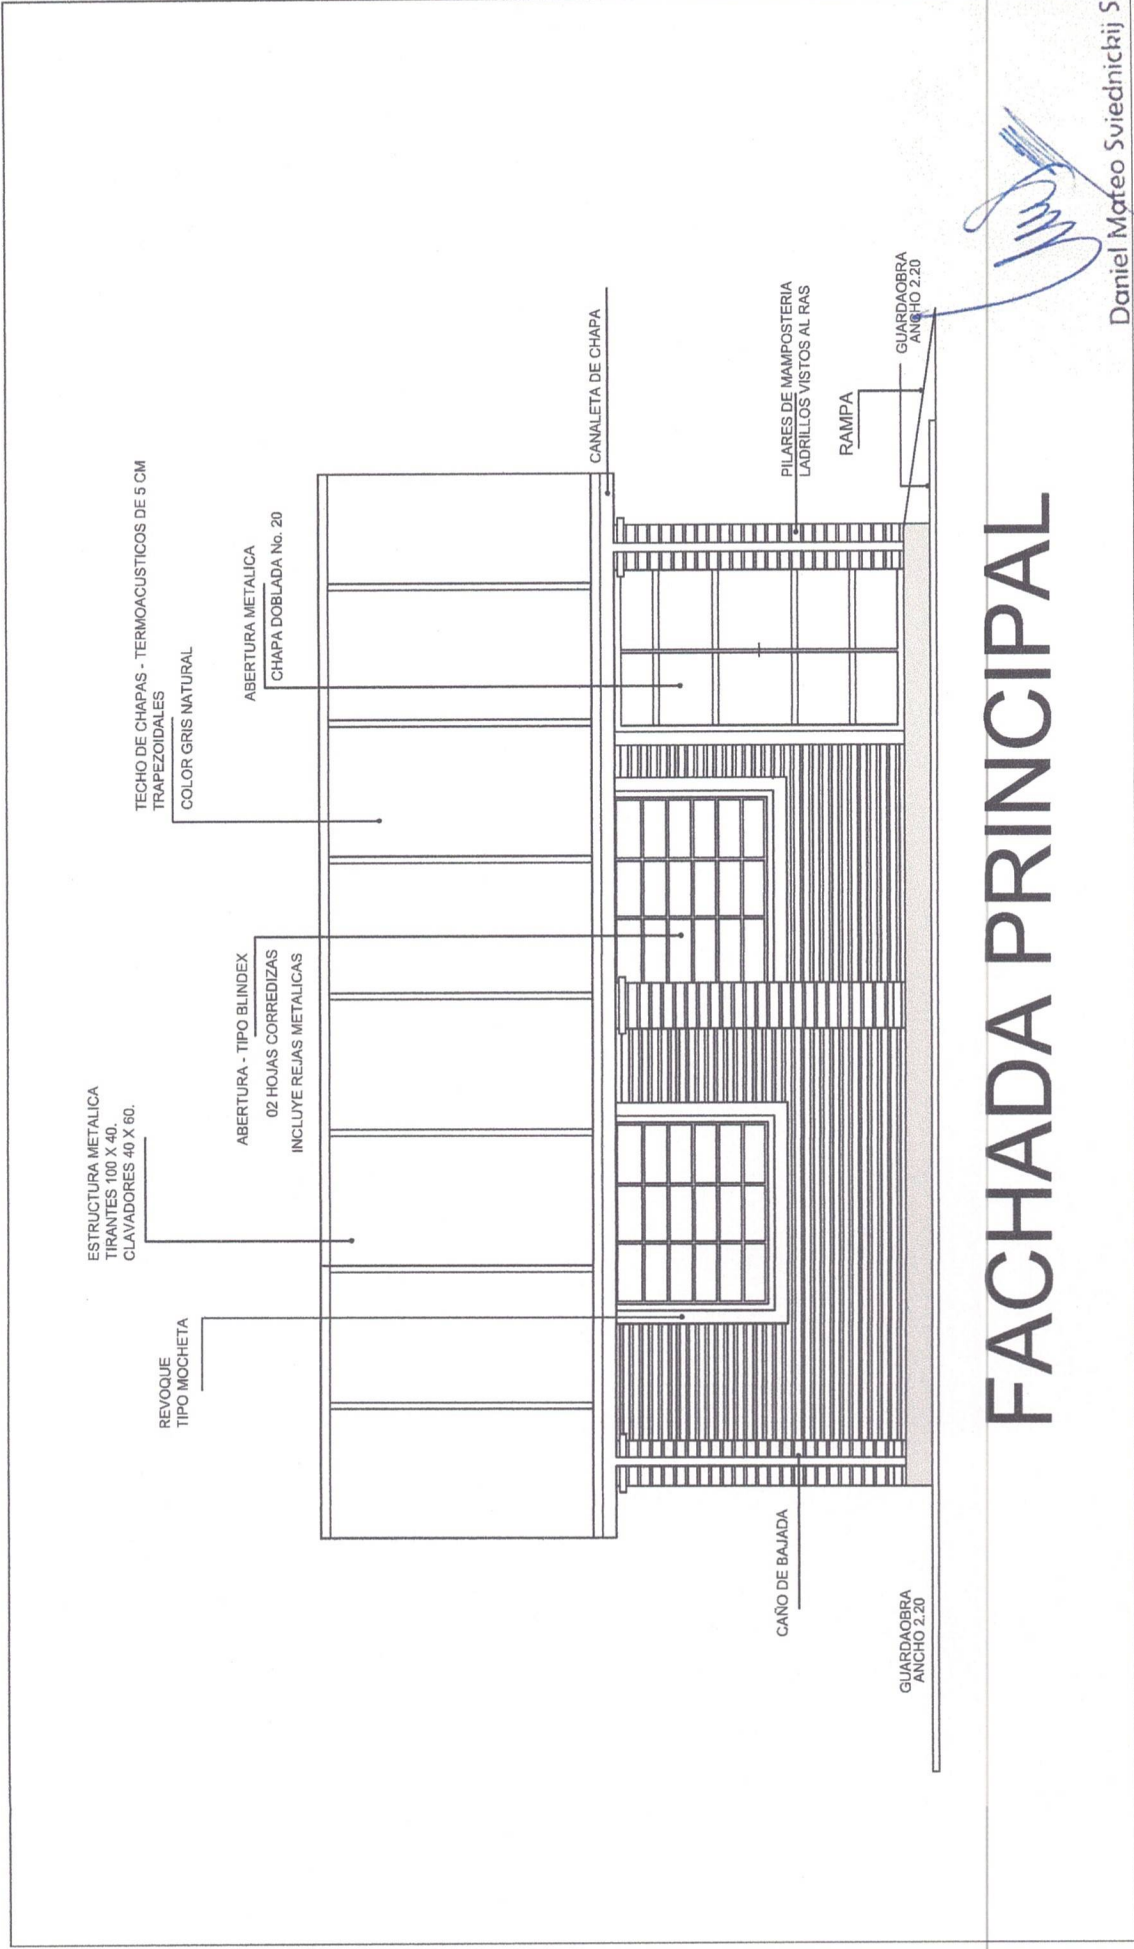 ESTRUCTURA METALICA
TIRANTES 100 X 40.
CLAVADORES 40 X 60.
TECHO DE CHAPAS - TERMOACUSTICOS DE 5 CM
TRAPEZOIDALES
COLOR GRIS NATURAL
REVOQUE
TIPO MOCHETA
ABERTURA - TIPO BLINDEX
02 HOJAS CORREDIZAS
INCLUYE REJAS METALICAS
ABERTURA METALICA
CHAPA DOBLADA No. 20
CANALETA DE CHAPA
CAÑO DE BAJADA
PILARES DE MAMPOSTERIA
LADRILLOS VISTOS AL RAS
RAMPA
GUARDAOBRA
ANCHO 2.20
GUARDAOBRA
ANCHO 2.20
FACHADA PRINCIPAL
Daniel Mateo Sviednickij S